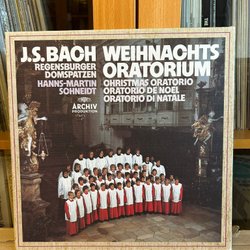 J.S.BACH WEIHNACHTS
ORATORIUM
REGENSBURGER
DOMSPATZEN
HANNS-MARTIN
SCHNEIDT
CHRISTMAS ORATORIO
ORATORIO DE NOEL
ORATORIO DI NATALE
ARCHIV
PRODUKTION